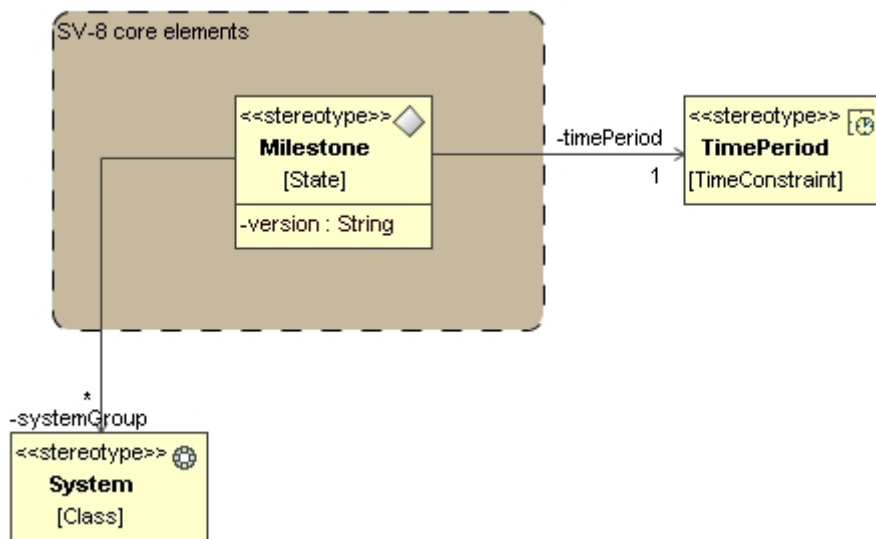 SV-8 core elements
<<stereotype>>
Milestone
[State]
-version : String
-timePeriod
1
<<stereotype>>
TimePeriod
[TimeConstraint]
*
-systemGroup
<<stereotype>>
System
[Class]